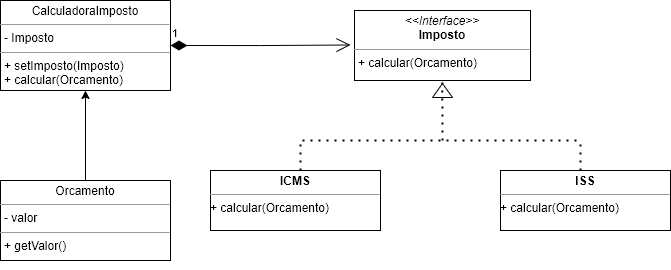 CalculadoraImposto
- Imposto
+ setImposto(Imposto)
+ calcular(Orcamento)
1
<<Interface>>
Imposto
+ calcular(Orcamento)
Orcamento
- valor
+ getValor()
ICMS
+ calcular(Orcamento)
ISS
+ calcular(Orcamento)